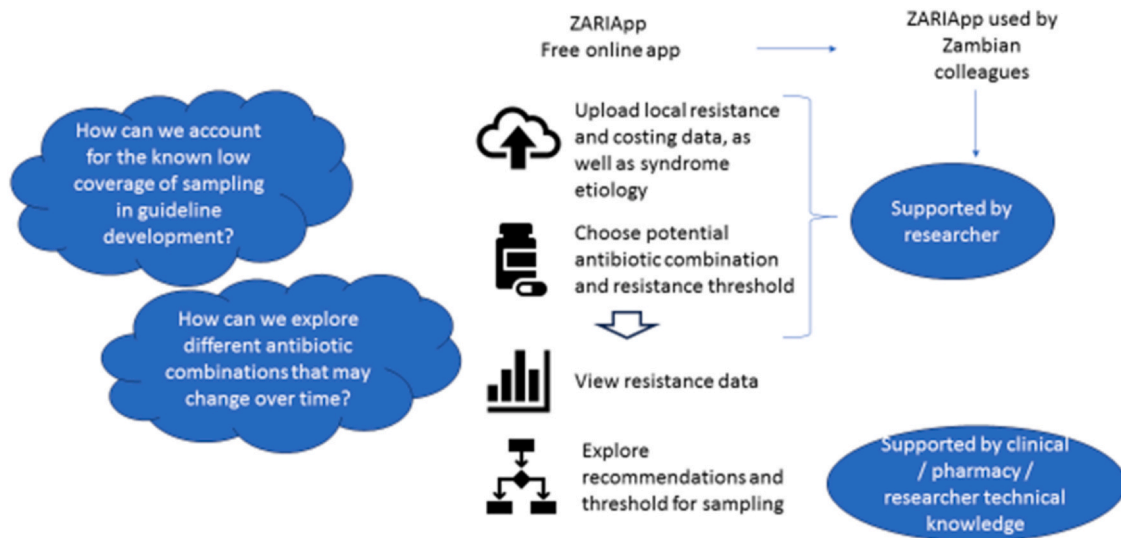 ZARIApp
Free online app
ZARIApp used by
Zambian
colleagues
How can we account
for the known low
coverage of sampling
in guideline
development?
Upload local resistance
and costing data, as
well as syndrome
etiology
Supported by
researcher
Choose potential
antibiotic combination
and resistance threshold
How can we explore
different antibiotic
combinations that may
change over time?
View resistance data
Explore
recommendations and
threshold for sampling
Supported by clinical
/ pharmacy /
researcher technical
knowledge